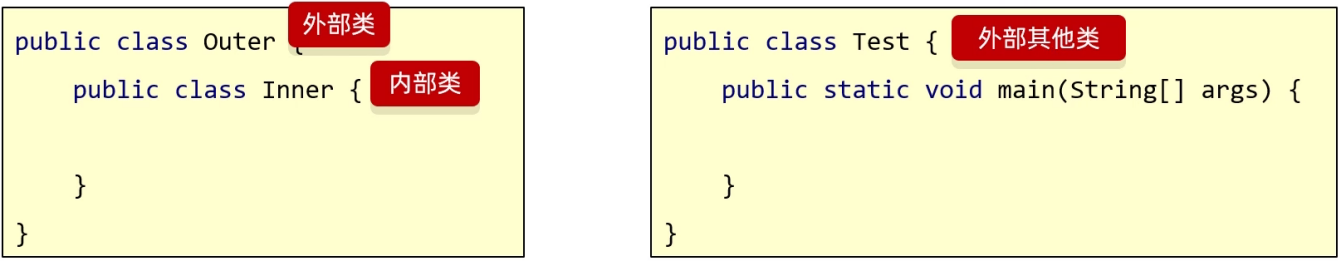 public class Outer {
外部类
public class Inner {
内部类
}
}
public class Test {
外部其他类
public static void main(String[] args) {
}
}